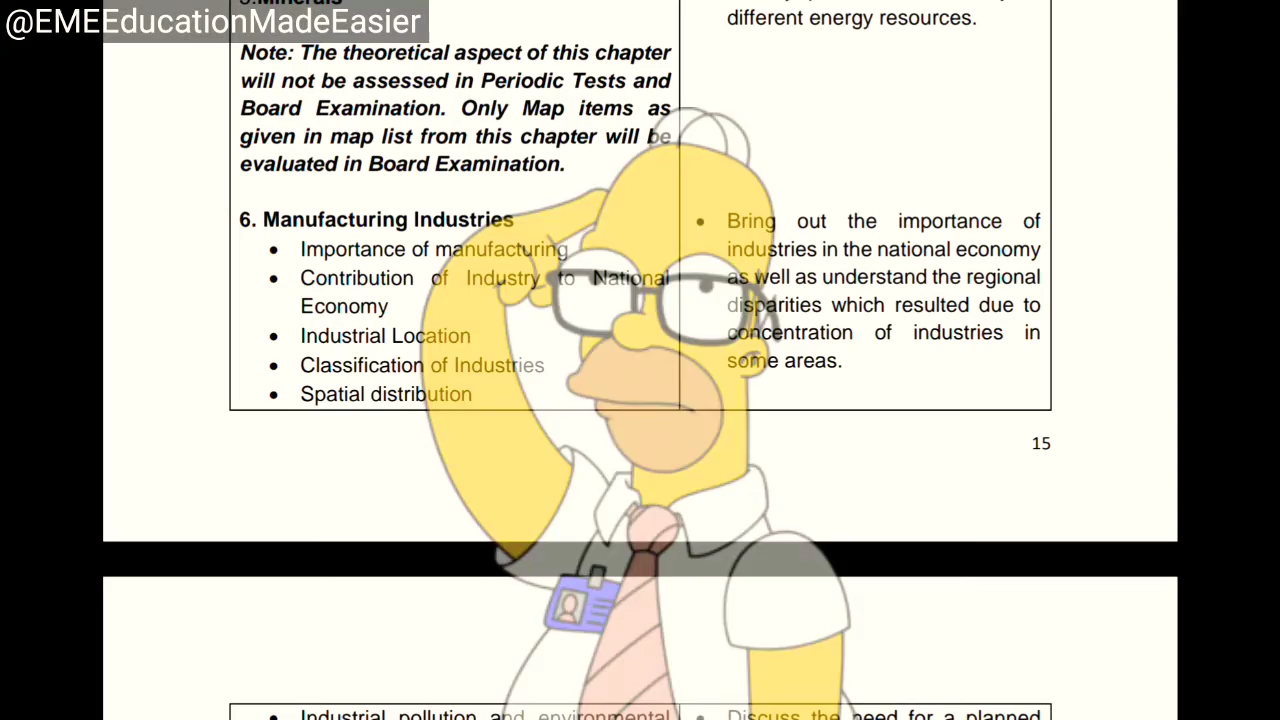 @EMEEducationMadeEasier
different energy resources.
Note: The theoretical aspect of this chapter
will not be assessed in Periodic Tests and
Board Examination. Only Map items as
given in map list from this chapter will be
evaluated in Board Examination.
6. Manufacturing Industries
• Importance of manufacturing
• Contribution of Industry to National
Economy
• Industrial Location
• Classification of Industries
• Spatial distribution
• Bring out the importance of
industries in the national economy
as well as understand the regional
disparities which resulted due to
concentration of industries in
some areas.
15
• Industrial pollution and environmental
• Discuss the need for a planned